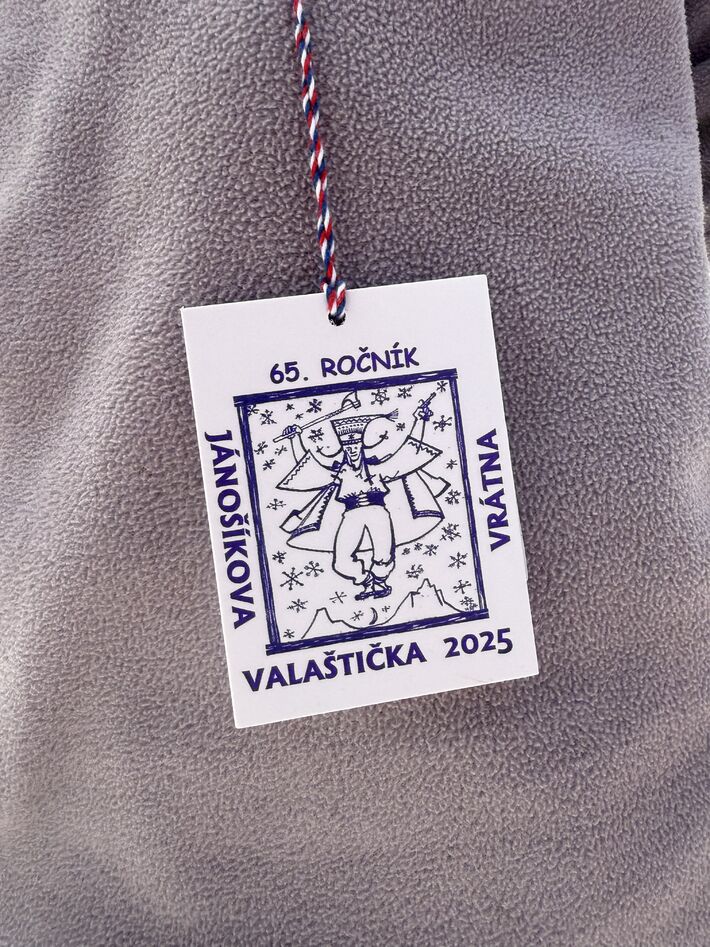 65. ROČNÍK
JÁNOŠÍKOVA
VRÁTNA
VALAŠTIČKA 2025